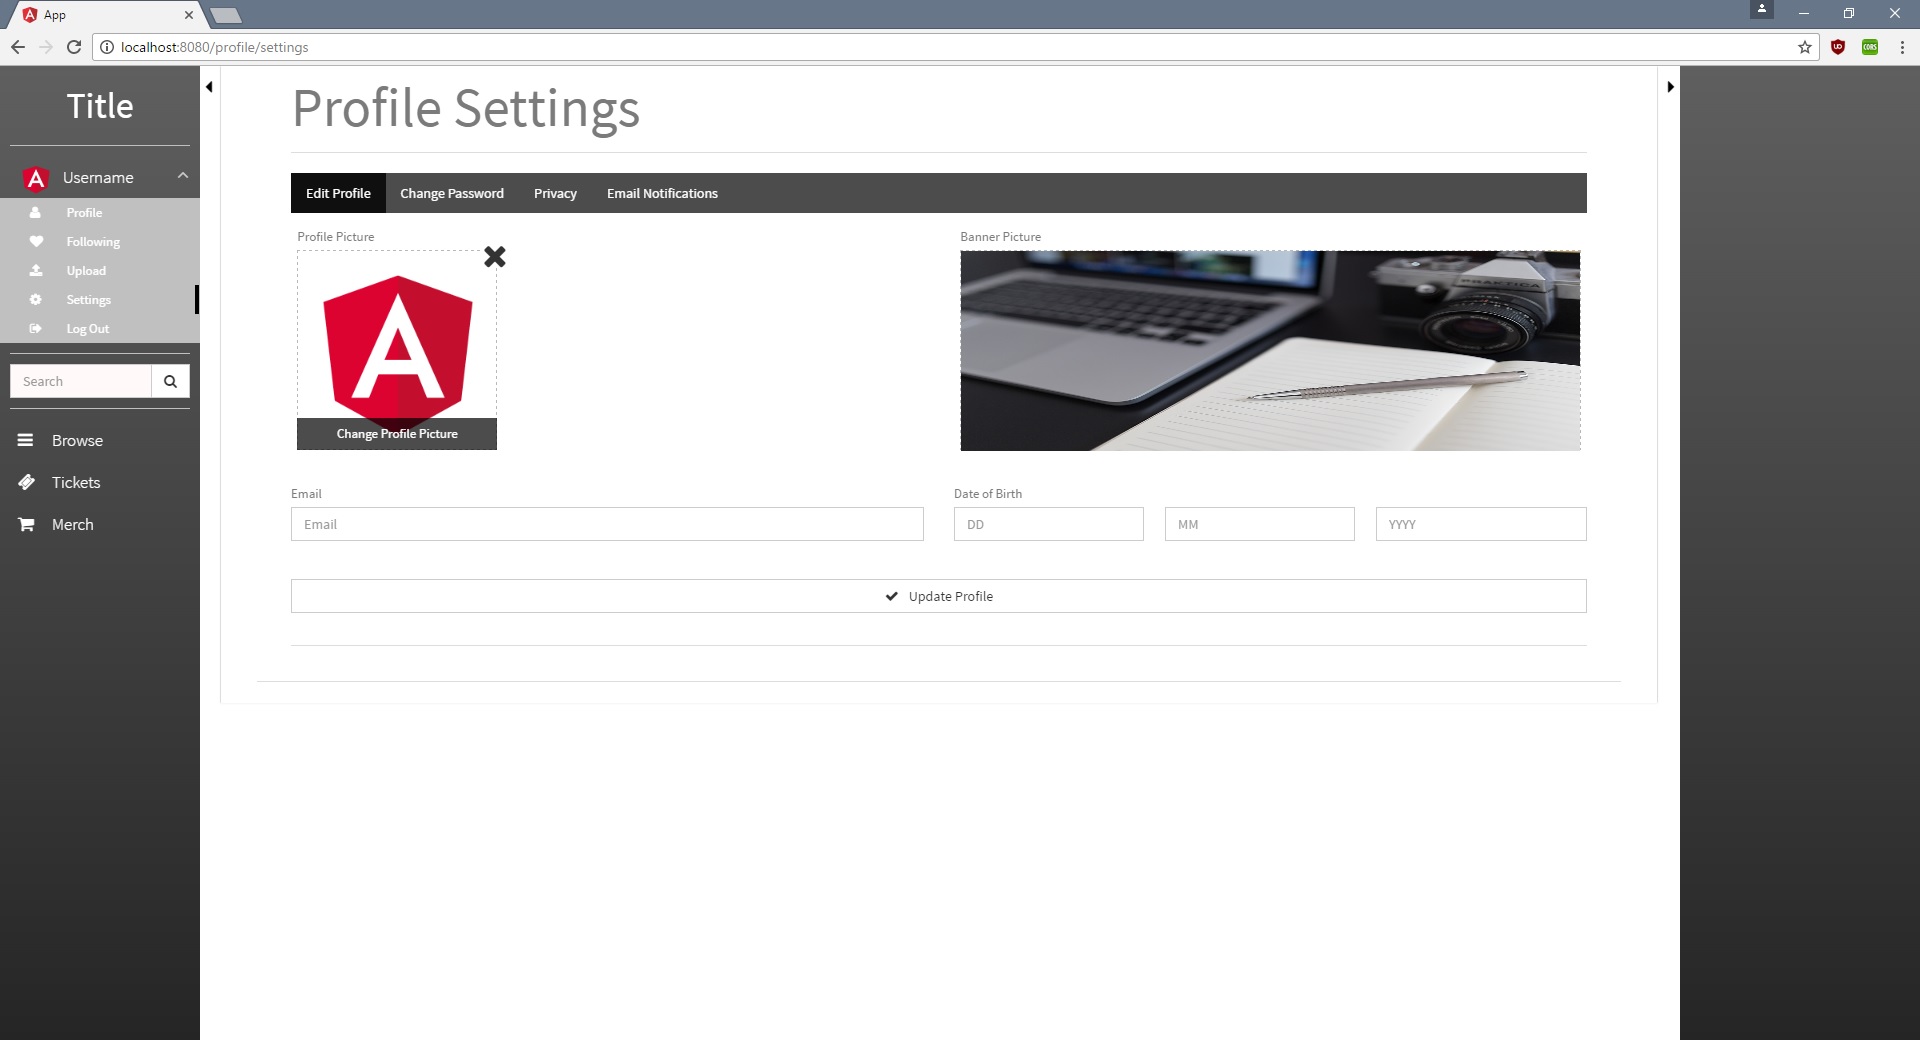 App
localhost:8080/profile/settings
CORS
Title
Username
Profile
Following
Upload
Settings
Log Out
Search
Browse
Tickets
Merch
Profile Settings
Edit Profile Change Password Privacy Email Notifications
Profile Picture
A
Change Profile Picture
Banner Picture
PRAKTICA
Email
Email
Date of Birth
DD MM YYYY
Update Profile